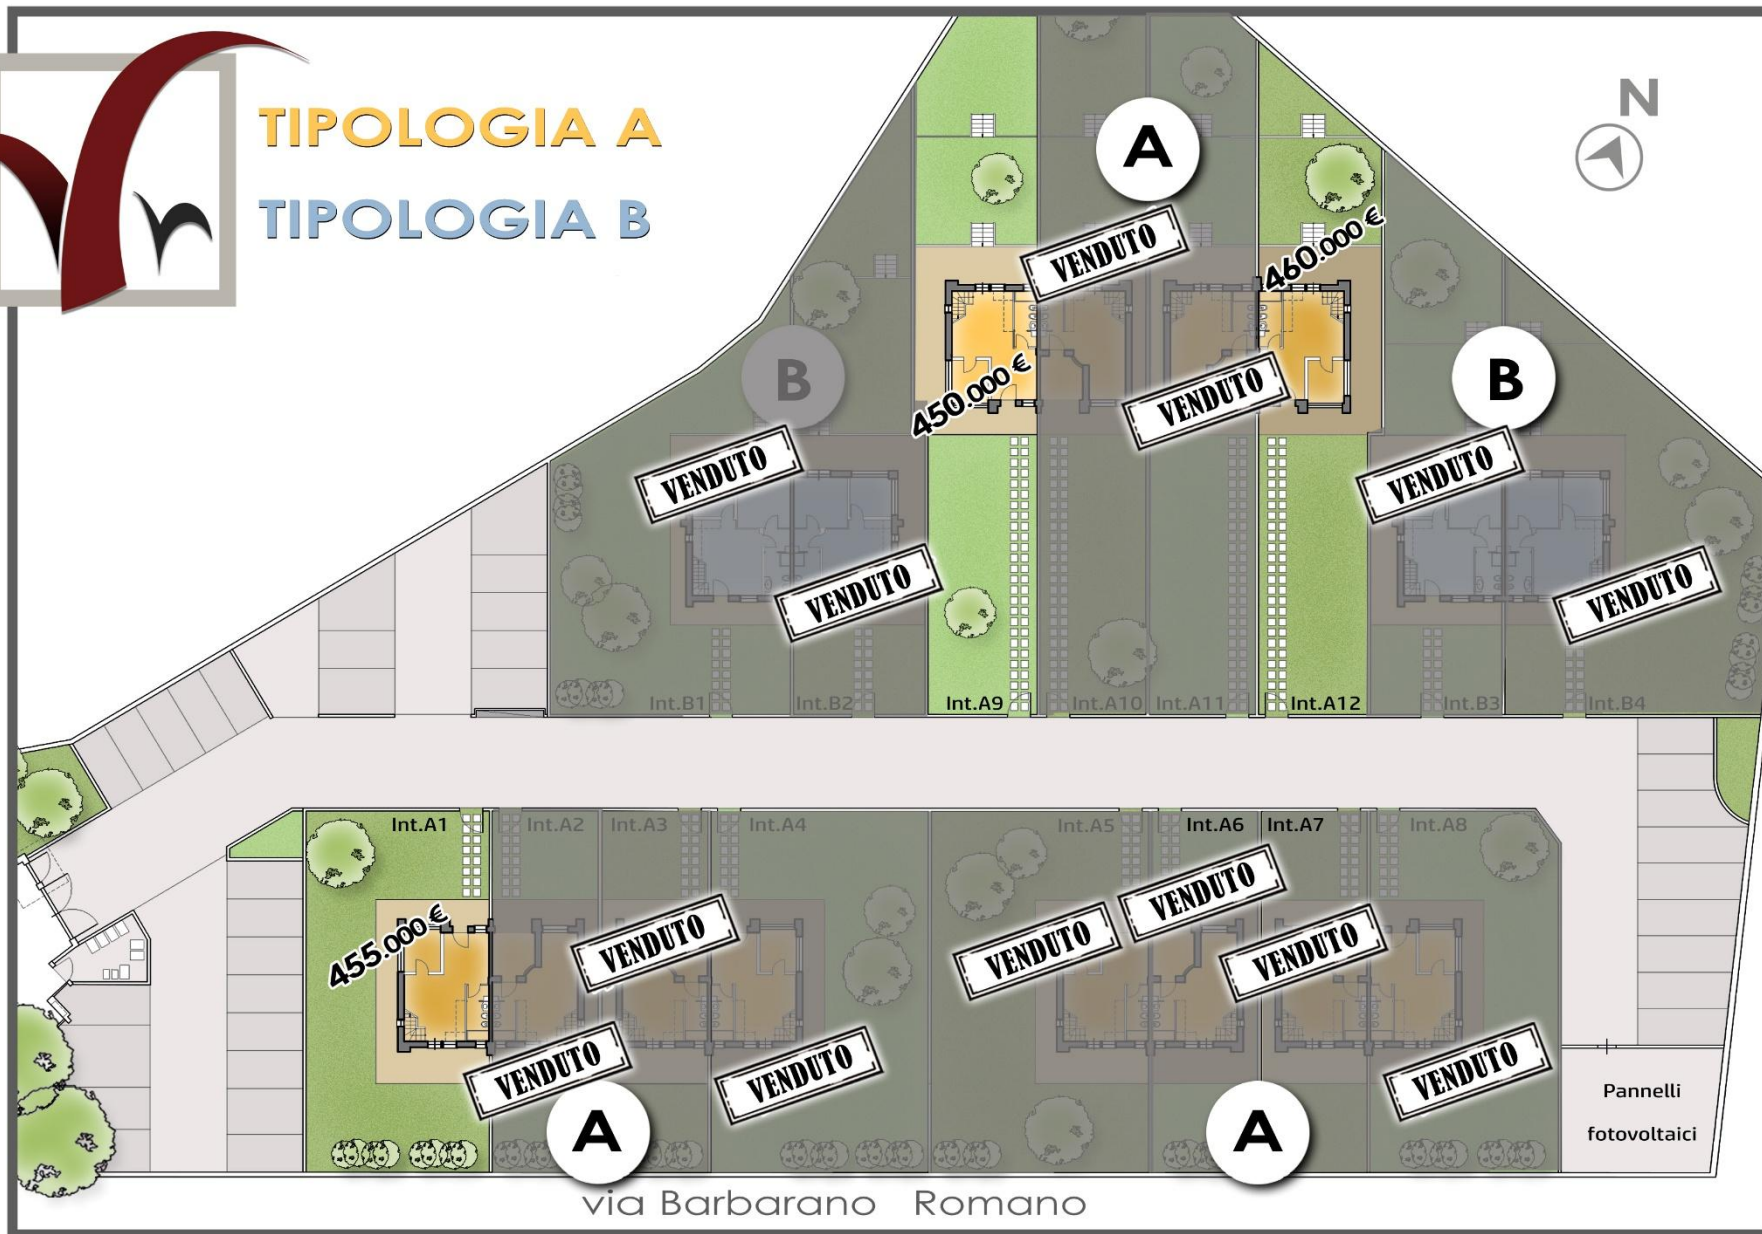 TIPOLOGIA A
TIPOLOGIA B
N
A
VENDUTO
460.000 €
B
450.000 €
VENDUTO
B
VENDUTO
VENDUTO
VENDUTO
VENDUTO
Int.B1
Int.B2
Int.A9
Int.A10
Int.A11
Int.A12
Int.B3
Int.B4
Int.A1
Int.A2
Int.A3
Int.A4
Int.A5
Int.A6
Int.A7
Int.A8
455.000 €
VENDUTO
VENDUTO
VENDUTO
VENDUTO
VENDUTO
VENDUTO
VENDUTO
A
A
Pannelli
fotovoltaici
via Barbarano Romano